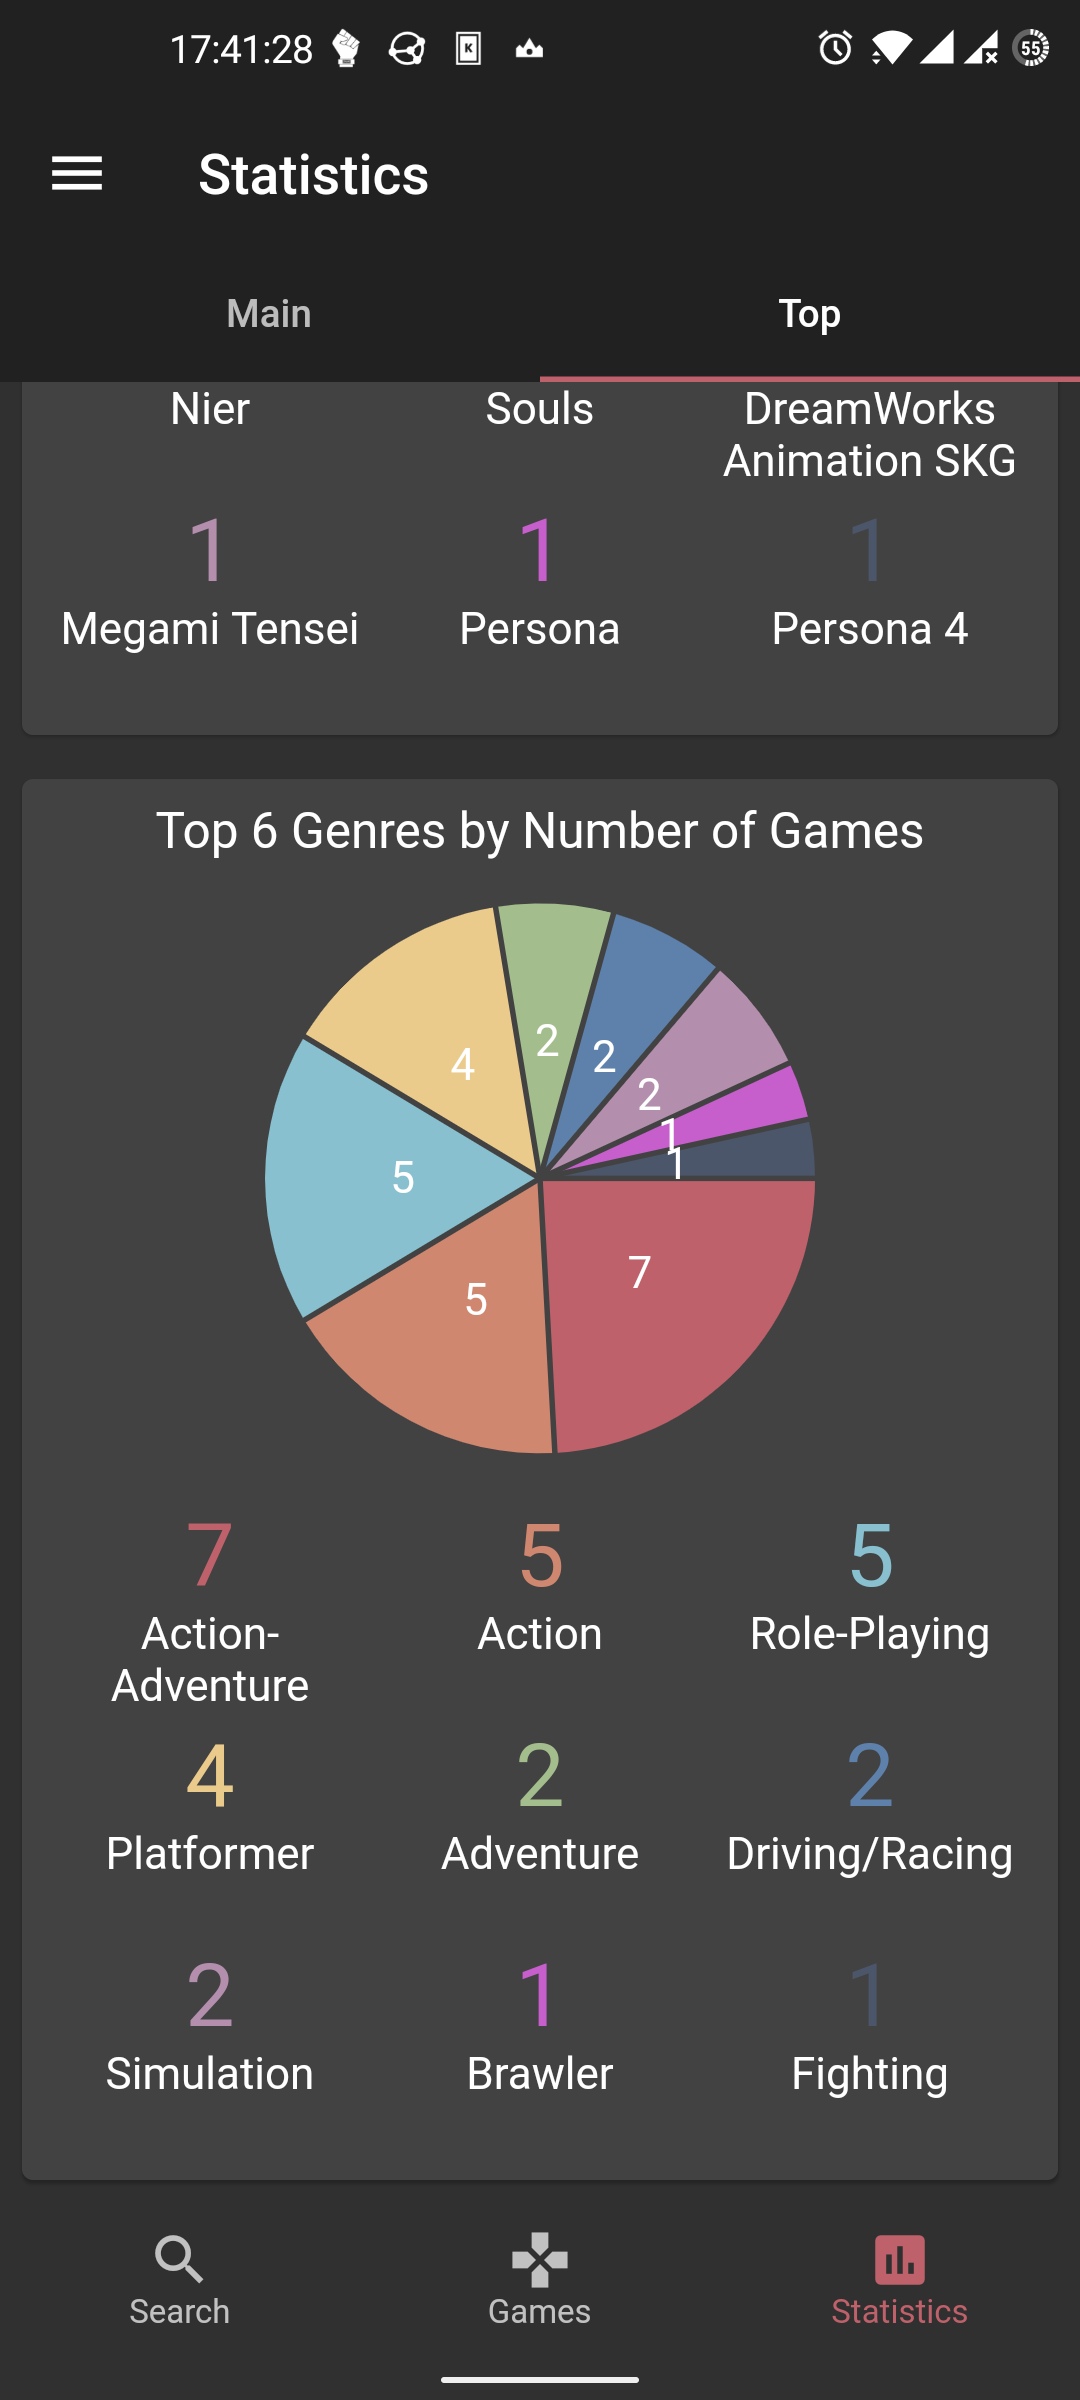 17:41:28
K
55
Statistics
Main
Top
Nier
Souls
DreamWorks
Animation SKG
1
1
1
Megami Tensei
Persona
Persona 4
Top 6 Genres by Number of Games
4
2
2
2
1
1
5
7
5
7
5
5
Action-
Adventure
Action
Role-Playing
4
2
2
Platformer
Adventure
Driving/Racing
2
1
1
Simulation
Brawler
Fighting
Search
Games
Statistics